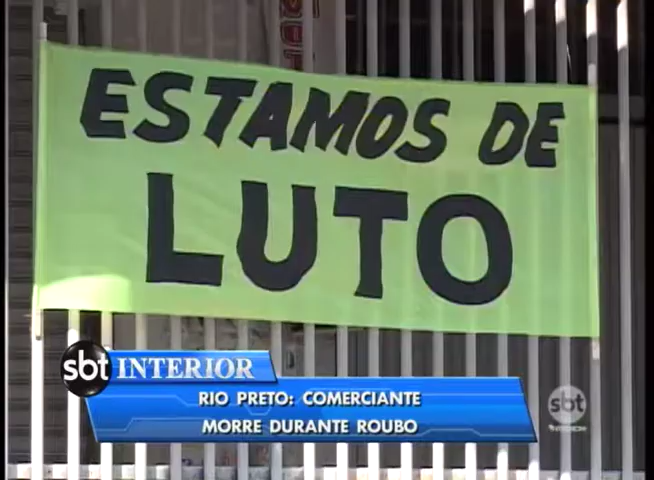 ESTAMOS DE
LUTO
sbt INTERIOR
RIO PRETO: COMERCIANTE
MORRE DURANTE ROUBO
sbt